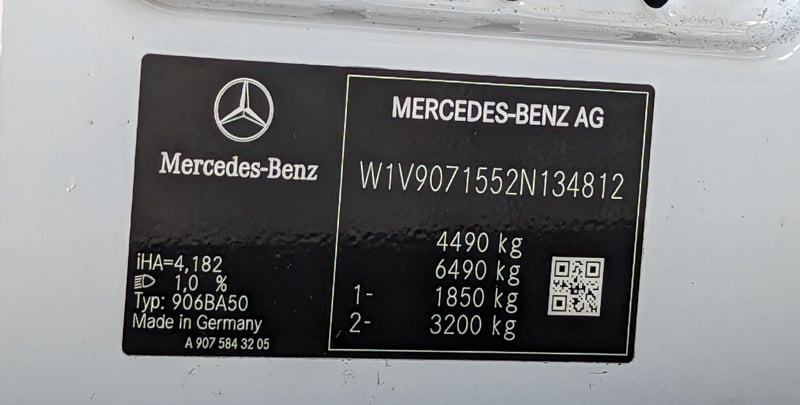 Mercedes-Benz
iHA=4,182
1,0 %
Typ: 906BA50
Made in Germany
A 907 584 32 05
MERCEDES-BENZ AG
W1V9071552N134812
4490 kg
6490 kg
1- 1850 kg
2- 3200 kg